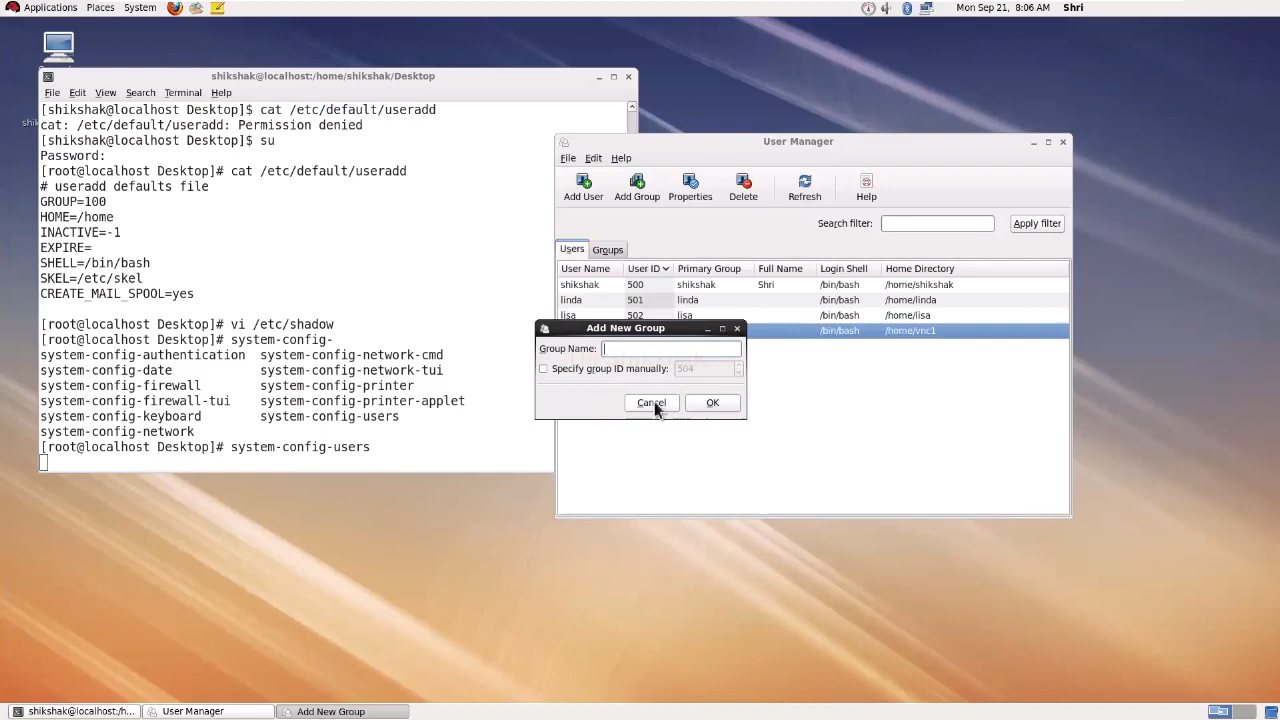 Applications Places System
Mon Sep 21, 8:06 AM Shri
shikshak@localhost:/home/shikshak/Desktop
File Edit View Search Terminal Help
[shikshak@localhost Desktop]$ cat /etc/default/useradd
cat: /etc/default/useradd: Permission denied
[shikshak@localhost Desktop]$ su
Password:
[root@localhost Desktop]# cat /etc/default/useradd
# useradd defaults file
GROUP=100
HOME=/home
INACTIVE=-1
EXPIRE=
SHELL=/bin/bash
SKEL=/etc/skel
CREATE_MAIL_SPOOL=yes
[root@localhost Desktop]# vi /etc/shadow
[root@localhost Desktop]# system-config-
system-config-authentication system-config-network-cmd
system-config-date system-config-network-tui
system-config-firewall system-config-printer
system-config-firewall-tui system-config-printer-applet
system-config-keyboard system-config-users
system-config-network
[root@localhost Desktop]# system-config-users
User Manager
File Edit Help
Add User Add Group Properties Delete Refresh Help
Search filter: Apply filter
Users Groups
User Name User ID Primary Group Full Name Login Shell Home Directory
shikshak 500 shikshak Shri /bin/bash /home/shikshak
linda 501 linda /bin/bash /home/linda
lisa 502 lisa /bin/bash /home/lisa
/bin/bash /home/vnc1
Add New Group
Group Name:
Specify group ID manually: 504
Cancel OK
shikshak@localhost:/h... User Manager Add New Group